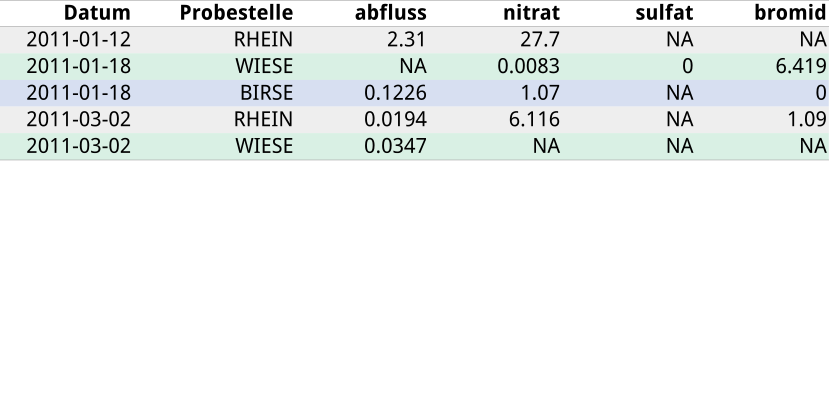 Datum Probestelle abfluss nitrat sulfat bromid
2011-01-12 RHEIN 2.31 27.7 NA NA
2011-01-18 WIESE NA 0.0083 0 6.419
2011-01-18 BIRSE 0.1226 1.07 NA 0
2011-03-02 RHEIN 0.0194 6.116 NA 1.09
2011-03-02 WIESE 0.0347 NA NA NA